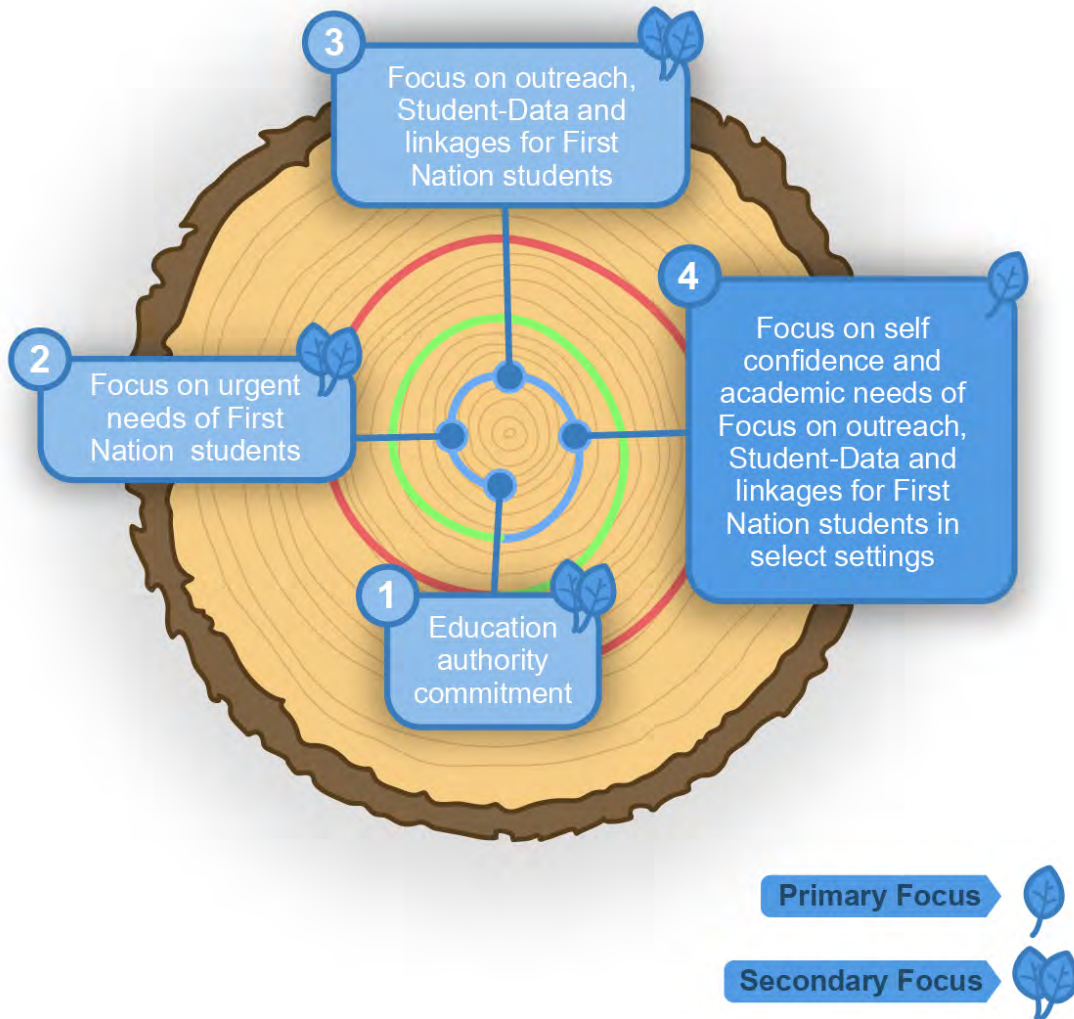 3
Focus on outreach,
Student-Data and
linkages for First
Nation students
4
Focus on self
confidence and
academic needs of
Focus on outreach,
Student-Data and
linkages for First
Nation students in
select settings
2
Focus on urgent
needs of First
Nation students
1
Education
authority
commitment
Primary Focus
Secondary Focus